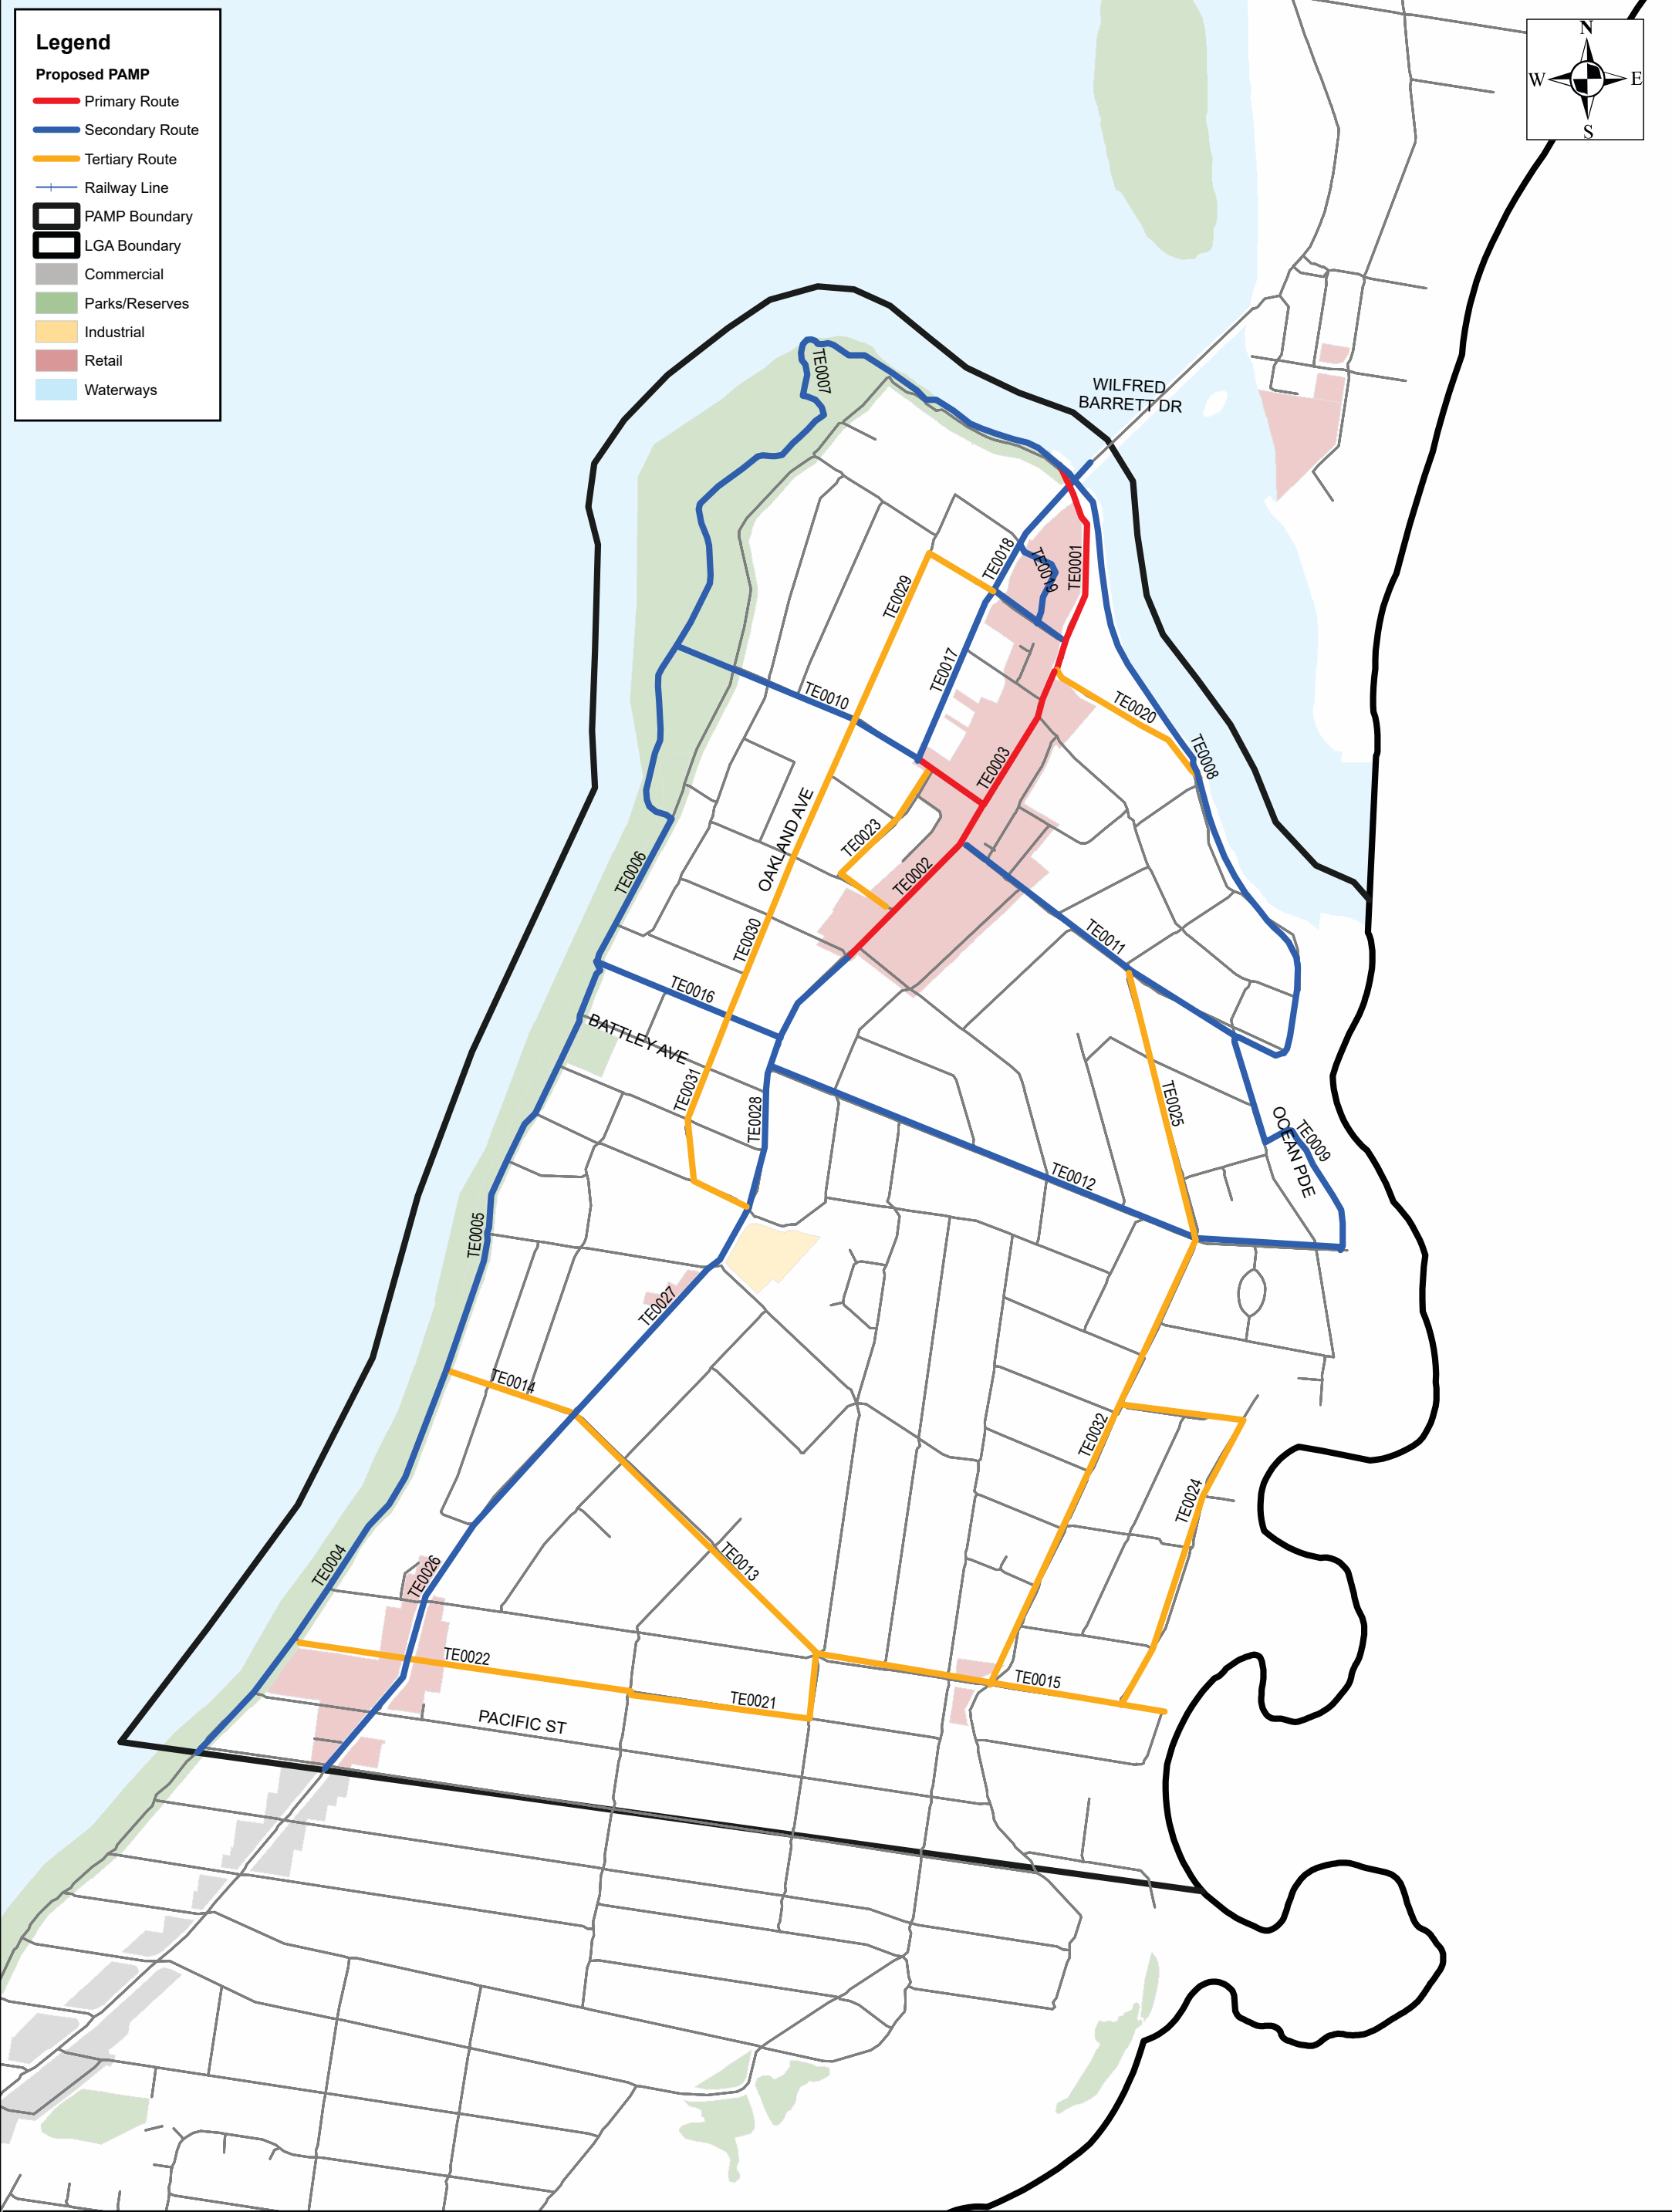 Legend
Proposed PAMP
Primary Route
Secondary Route
Tertiary Route
Railway Line
PAMP Boundary
LGA Boundary
Commercial
Parks/Reserves
Industrial
Retail
Waterways
N
W
E
S
WILFRED
BARRETT DR
TE0007
TE0018
TE0019
TE0001
TE0029
TE0017
TE0010
TE0020
TE0008
TE0003
OAKLAND AVE
TE0023
TE0006
TE0002
TE0030
TE0011
TE0016
BATTLEY AVE
TE0031
TE0028
TE0025
OCEAN PDE
TE0009
TE0012
TE0005
TE0027
TE0014
TE0032
TE0024
TE0004
TE0026
TE0013
TE0022
TE0015
TE0021
PACIFIC ST